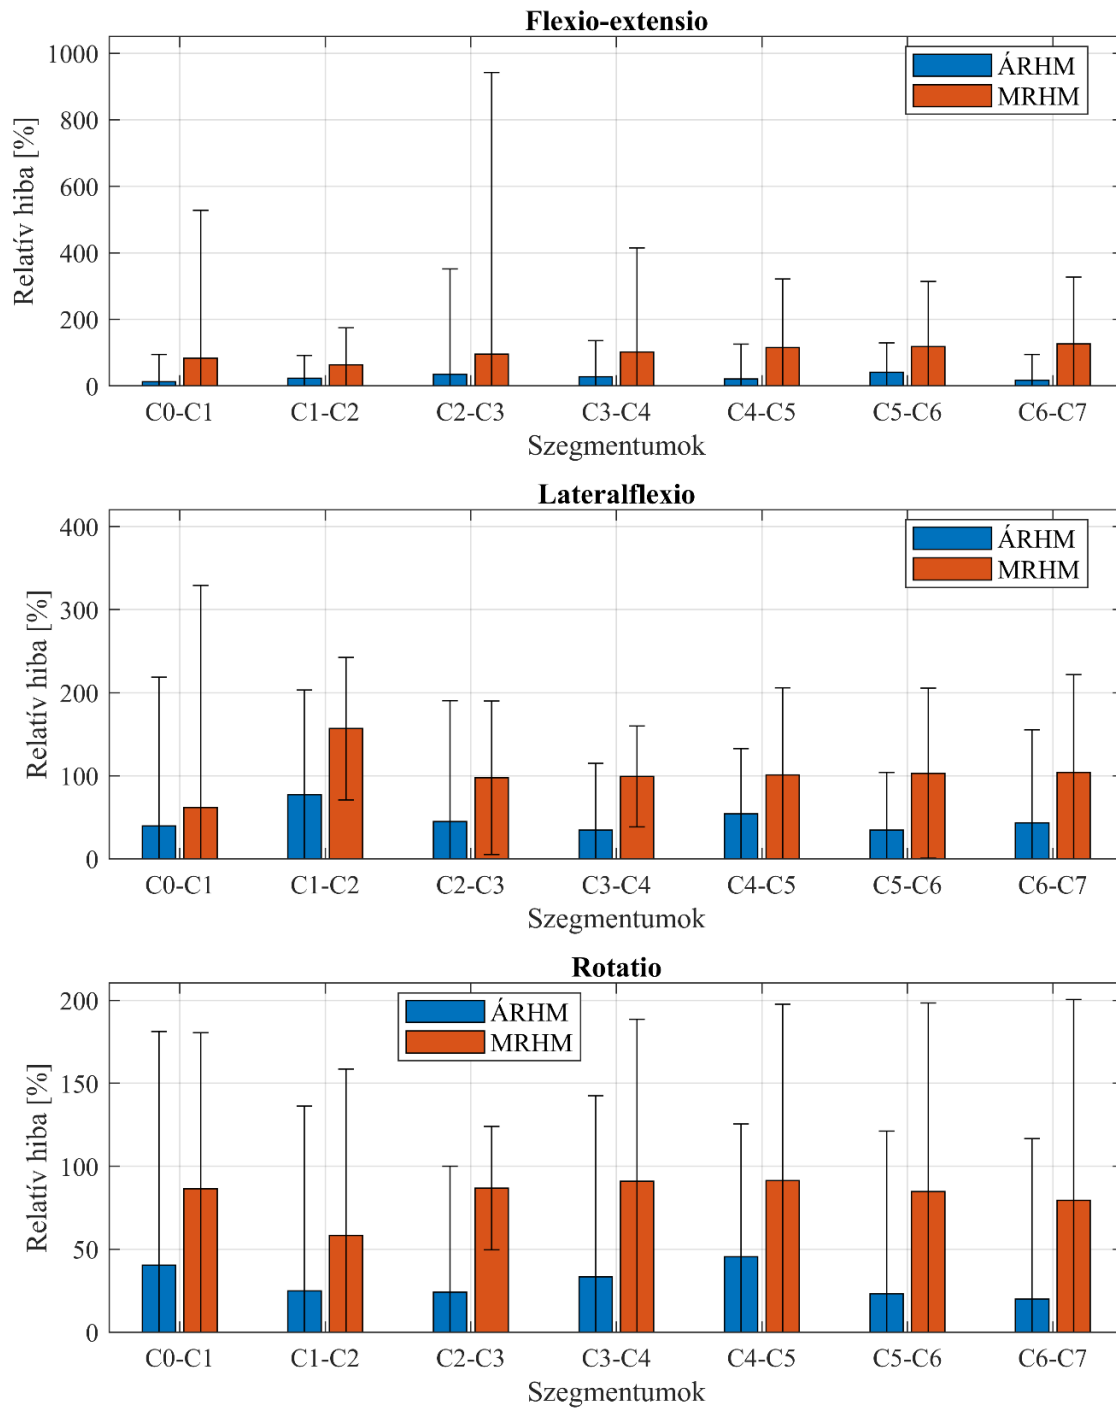 Flexio-extensio
1000
800
600
400
200
0
Relatív hiba [%]
ÁRHM
MRHM
C0-C1 C1-C2 C2-C3 C3-C4 C4-C5 C5-C6 C6-C7
Szegmentumok
Lateralflexio
400
300
200
100
0
Relatív hiba [%]
ÁRHM
MRHM
C0-C1 C1-C2 C2-C3 C3-C4 C4-C5 C5-C6 C6-C7
Szegmentumok
Rotatio
200
150
100
50
0
Relatív hiba [%]
ÁRHM
MRHM
C0-C1 C1-C2 C2-C3 C3-C4 C4-C5 C5-C6 C6-C7
Szegmentumok